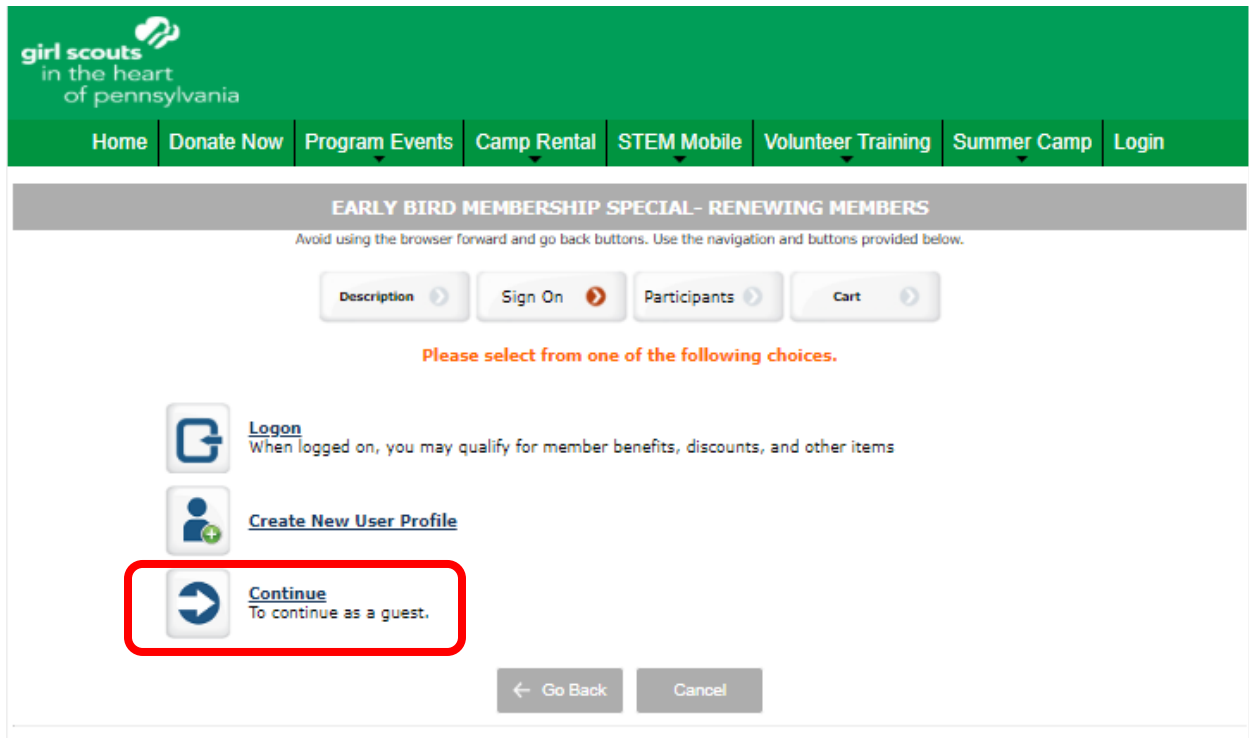 girl scouts
in the heart
of pennsylvania
Home Donate Now Program Events Camp Rental STEM Mobile Volunteer Training Summer Camp Login
EARLY BIRD MEMBERSHIP SPECIAL- RENEWING MEMBERS
Avoid using the browser forward and go back buttons. Use the navigation and buttons provided below.
Description Sign On Participants Cart
Please select from one of the following choices.
Logon
When logged on, you may qualify for member benefits, discounts, and other items
Create New User Profile
Continue
To continue as a guest.
Go Back Cancel